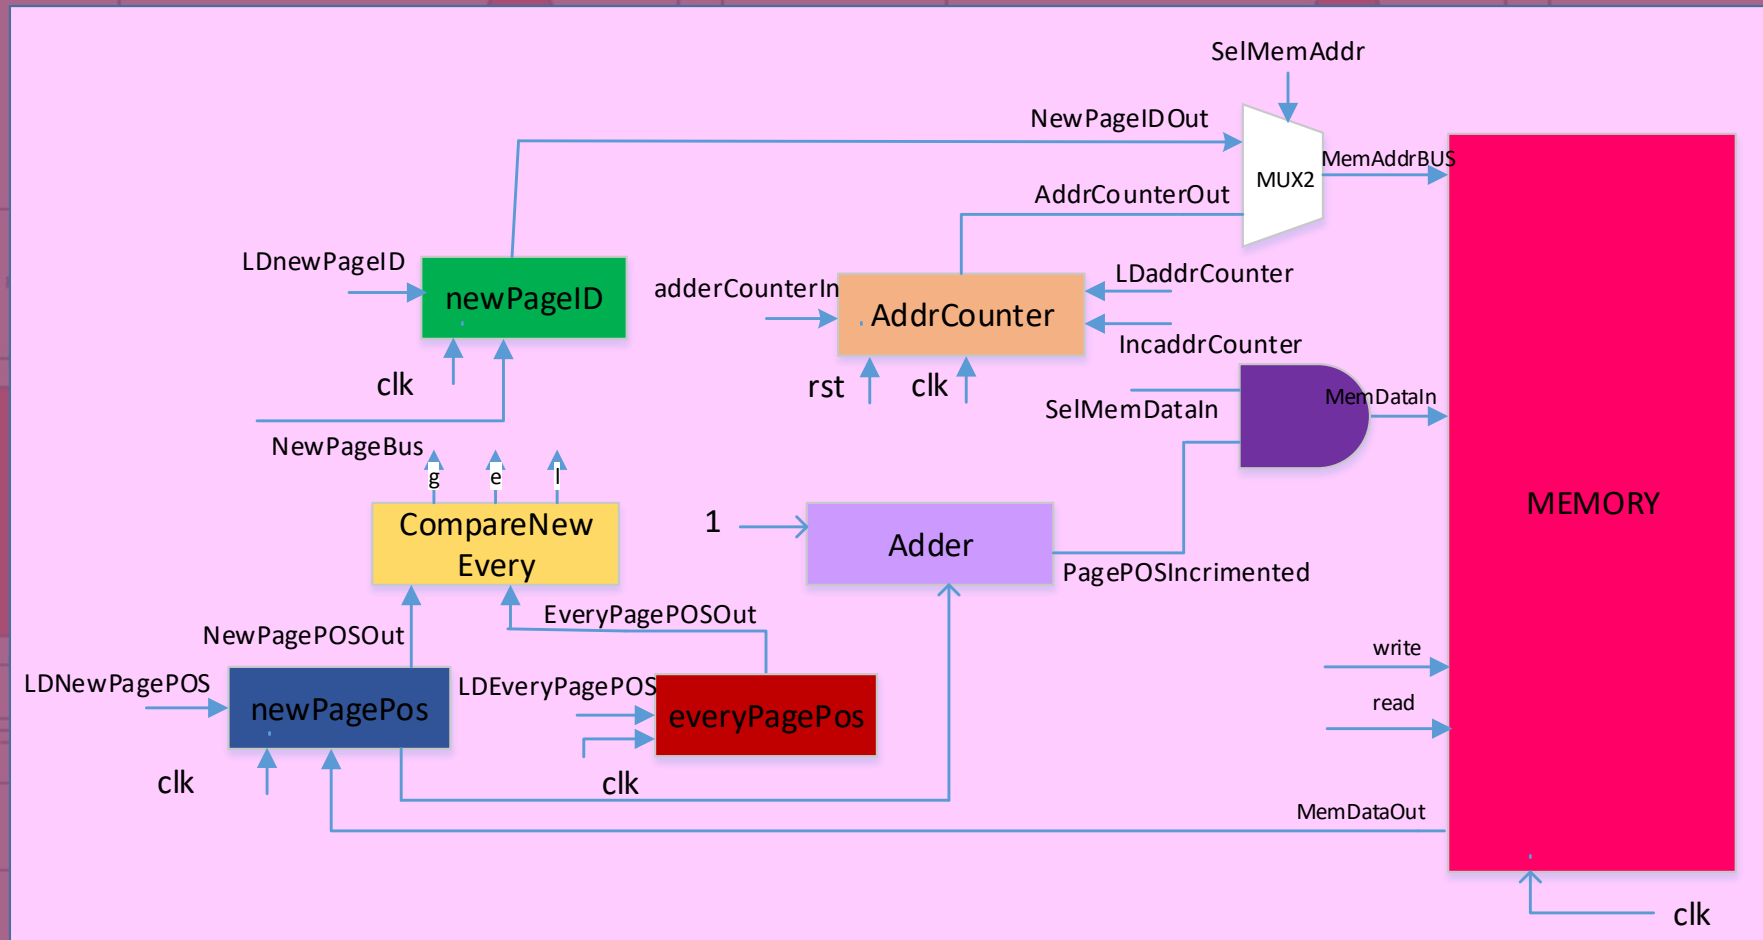 SelMemAddr
NewPageIDOut
MemAddrBUS
MUX2
AddrCounterOut
LDnewPageID
newPageID
adderCounterIn
AddrCounter
LDaddrCounter
IncaddrCounter
clk
rst
clk
SelMemDataIn
MemDataIn
NewPageBus
g
e
l
CompareNew
Every
1
Adder
PagePOSIncrimented
MEMORY
NewPagePOSOut
EveryPagePOSOut
LDNewPagePOS
newPagePos
LDEveryPagePOS
everyPagePos
write
read
clk
clk
MemDataOut
clk